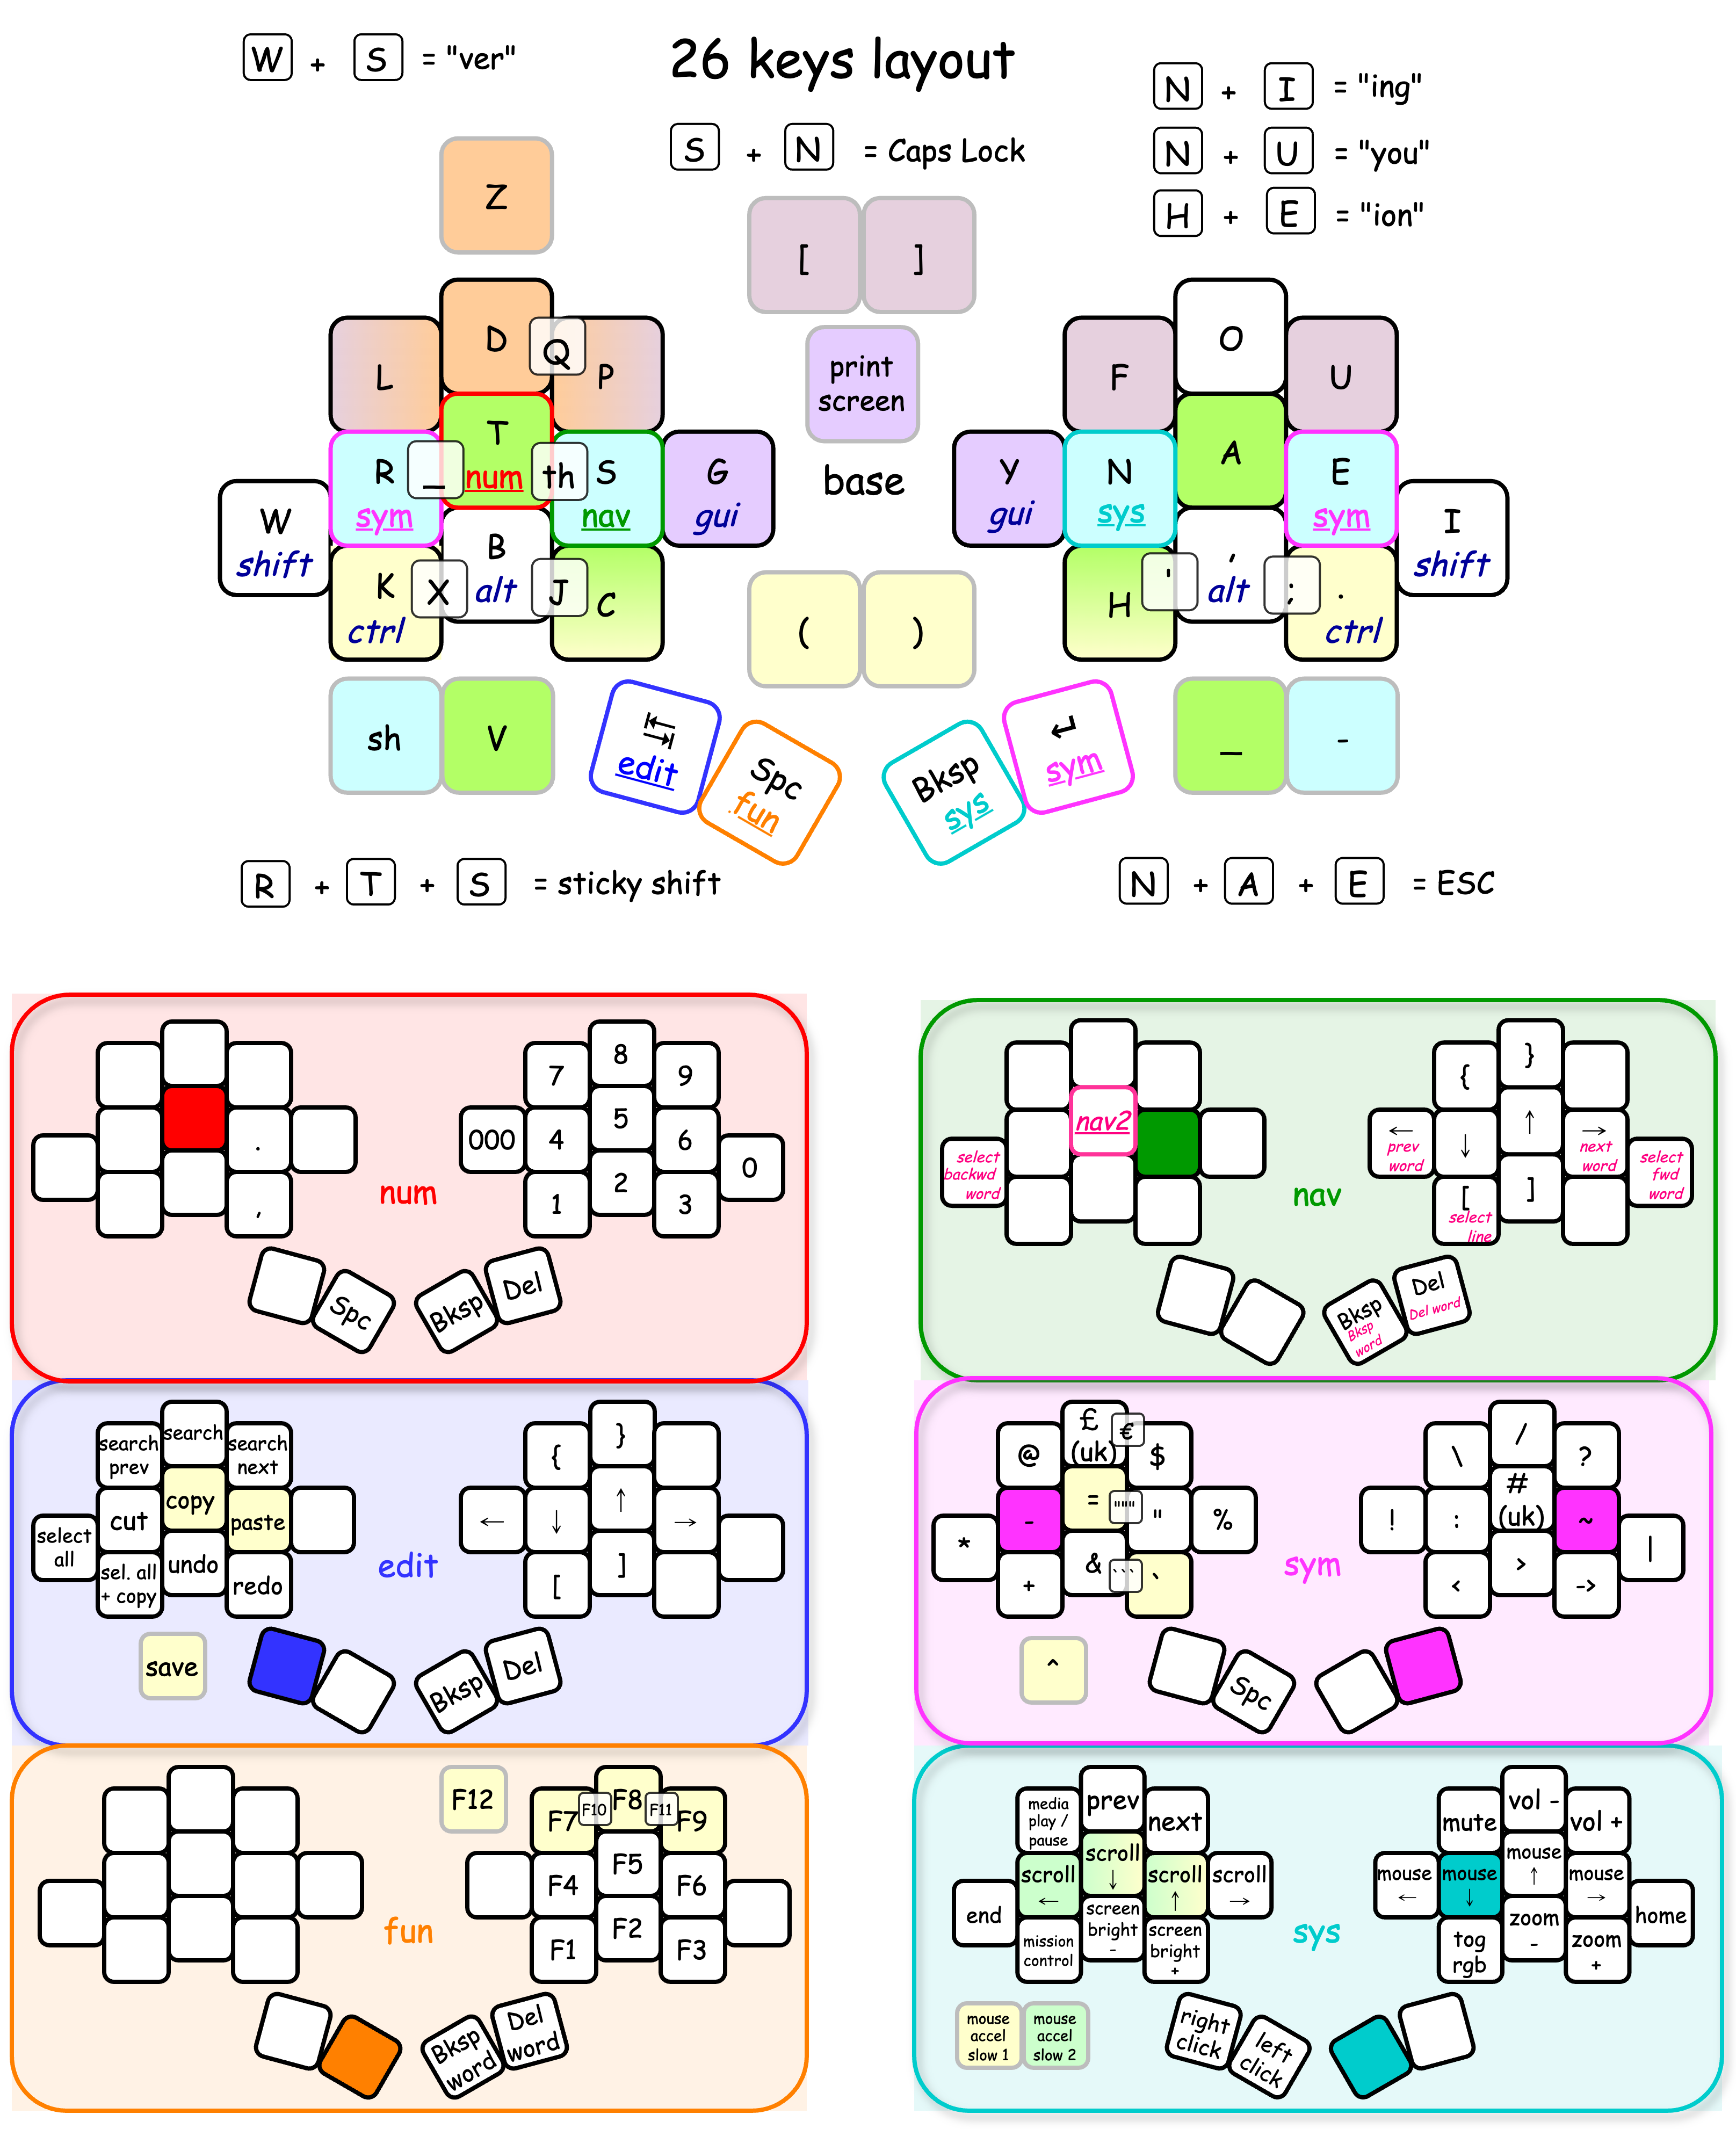 W + S = "ver"
26 keys layout
N + I = "ing"
S + N = Caps Lock
N + U = "you"
H + E = "ion"
Z
[ ]
L D Q P
print
screen
F O U
R
sym
_
T
num
th
S
nav
G
gui
base
Y
gui
N
sys
A
E
sym
W
shift
I
shift
K
ctrl
X
B
alt
J
C
( )
H
'
,
alt
;
.
ctrl
sh V
⇤
⇥
edit
Spc
fun
Bksp
sys
↵
sym
_ -
R + T + S = sticky shift
N + A + E = ESC
7 8 9
. 000 4 5 6
0
, 1 2 3
num
Spc Bksp Del
{ }
nav2
←
prev
word
↓ ↑
→
next
word
select
backwd
word
select
fwd
word
[
select
line
]
nav
Bksp
Bksp
word
Del
Del word
search
prev
search
search
next
{ }
cut copy paste
← ↓ ↑ →
select
all
sel. all
+ copy
undo redo
[ ]
edit
save
Bksp Del
@
£
(uk)
€
$
\ / ?
- = """ " %
! :
#
(uk)
~
* |
+ & ``` `
< > ->
sym
^
Spc
F12
F7 F10 F8 F11 F9
F4 F5 F6
F1 F2 F3
fun
Bksp
word
Del
word
media
play /
pause
prev next
mute vol - vol +
scroll
←
scroll
↓
scroll
↑
scroll
→
mouse
←
mouse
↓
mouse
↑
mouse
→
end
home
mission
control
screen
bright
-
screen
bright
+
tog
rgb
zoom
-
zoom
+
sys
mouse
accel
slow 1
mouse
accel
slow 2
right
click
left
click